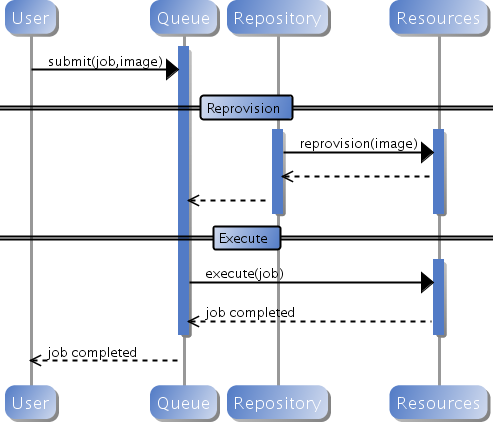 User Queue Repository Resources
submit(job,image)
Reprovision
reprovision(image)
Execute
execute(job)
job completed
job completed
User Queue Repository Resources